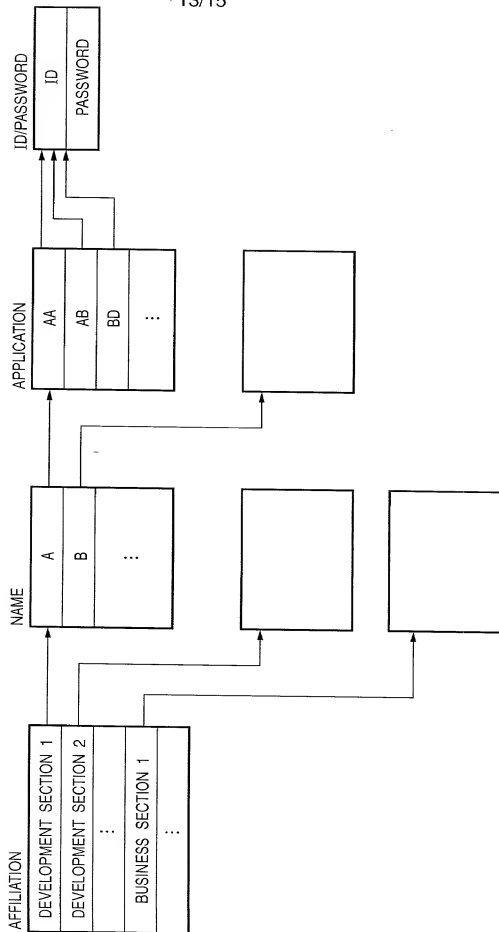 13/15
AFFILIATION
DEVELOPMENT SECTION 1
DEVELOPMENT SECTION 2
⋮
BUSINESS SECTION 1
⋮
NAME
A
B
⋮
APPLICATION
AA
AB
BD
⋮
ID/PASSWORD
ID
PASSWORD